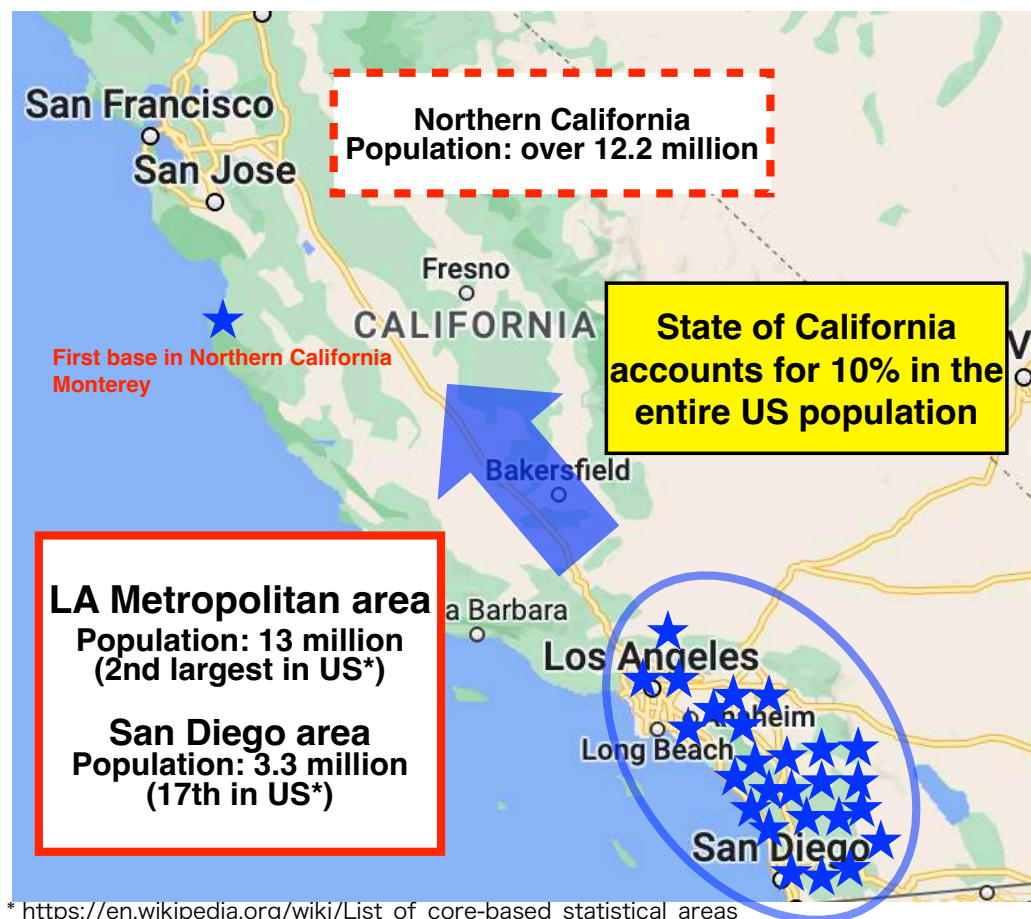 San Francisco
San Jose
Northern California
Population: over 12.2 million
Fresno
CALIFORNIA
First base in Northern California
Monterey
State of California
accounts for 10% in the
entire US population
V
Bakersfield
LA Metropolitan area
Population: 13 million
(2nd largest in US*)
San Diego area
Population: 3.3 million
(17th in US*)
a Barbara
Los Angeles
Anaheim
Long Beach
San Diego
* https://en.wikipedia.org/wiki/List_of_core-based_statistical_areas